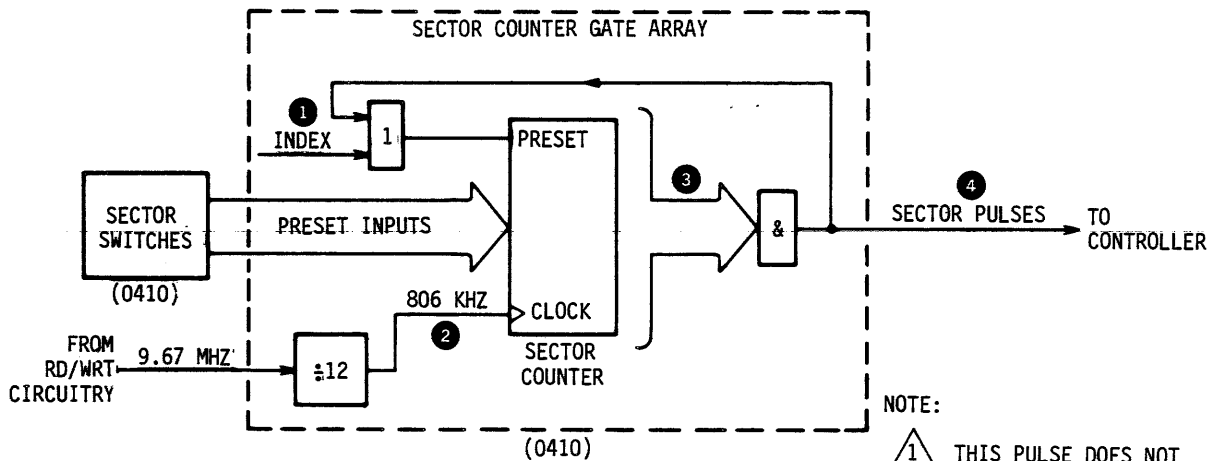 SECTOR COUNTER GATE ARRAY
1
INDEX
1
PRESET
3
4
SECTOR
SWITCHES
PRESET INPUTS
&
SECTOR PULSES
TO
CONTROLLER
(0410)
806 KHZ
CLOCK
2
FROM
RD/WRT
CIRCUITRY
9.67 MHZ
÷12
SECTOR
COUNTER
(0410)
NOTE:
1 THIS PULSE DOES NOT